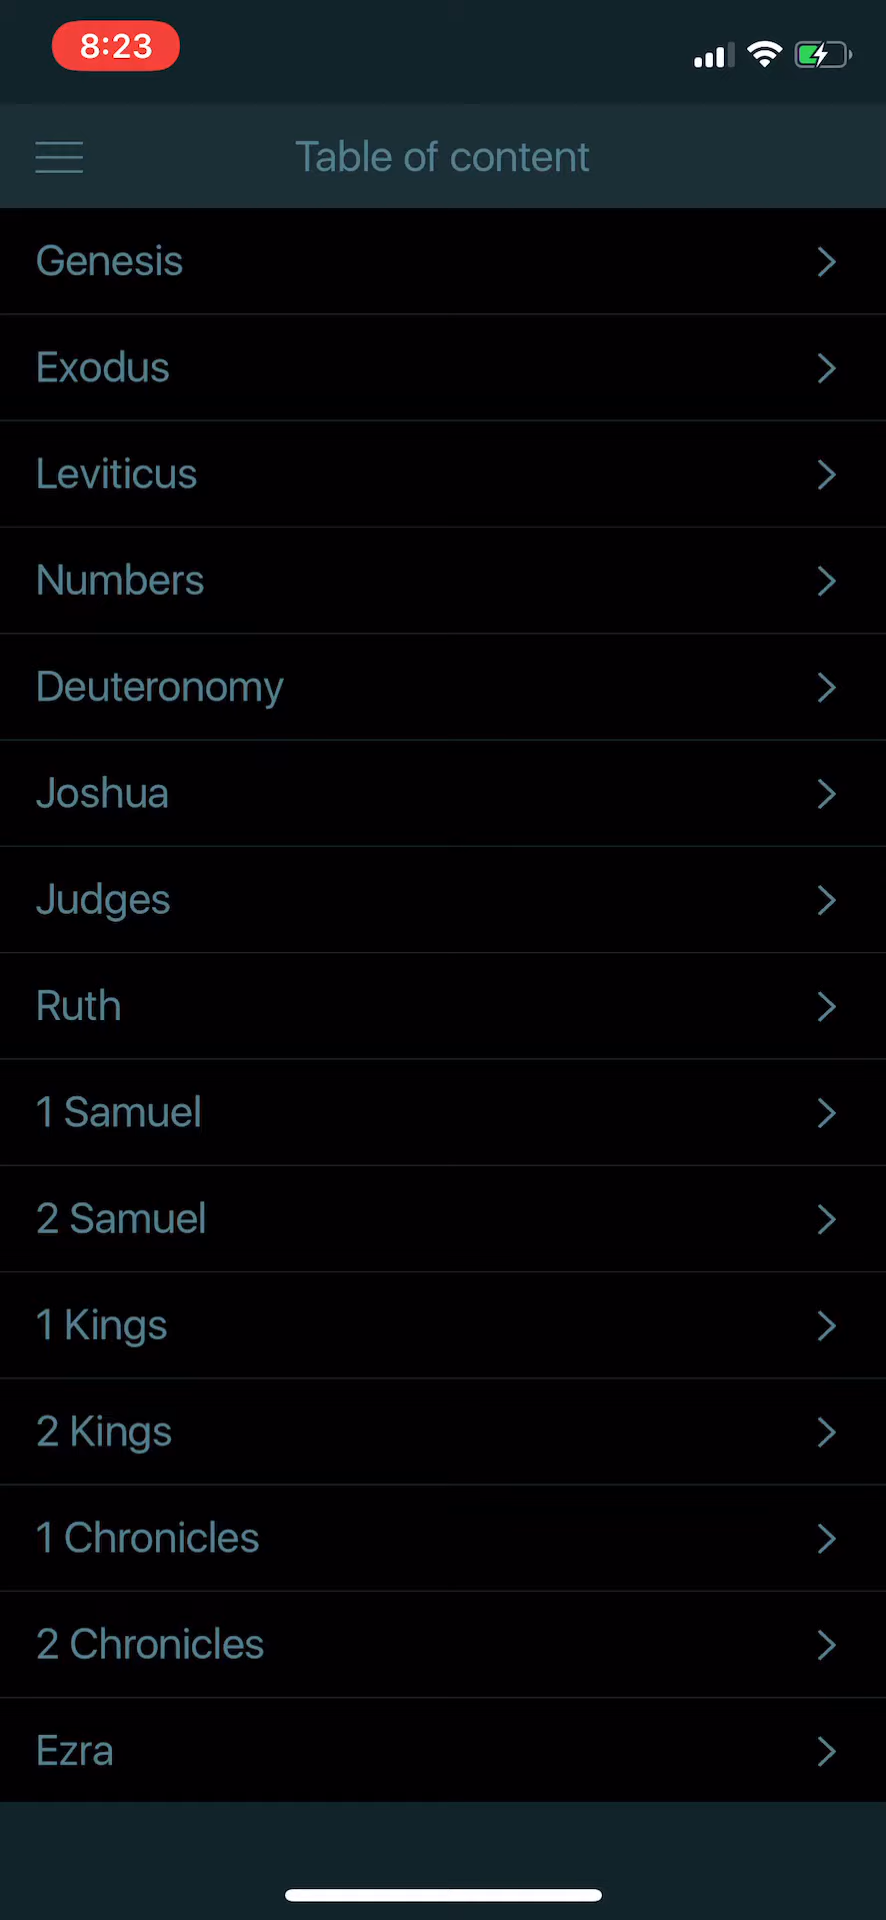 8:23
Table of content
Genesis
Exodus
Leviticus
Numbers
Deuteronomy
Joshua
Judges
Ruth
1 Samuel
2 Samuel
1 Kings
2 Kings
1 Chronicles
2 Chronicles
Ezra